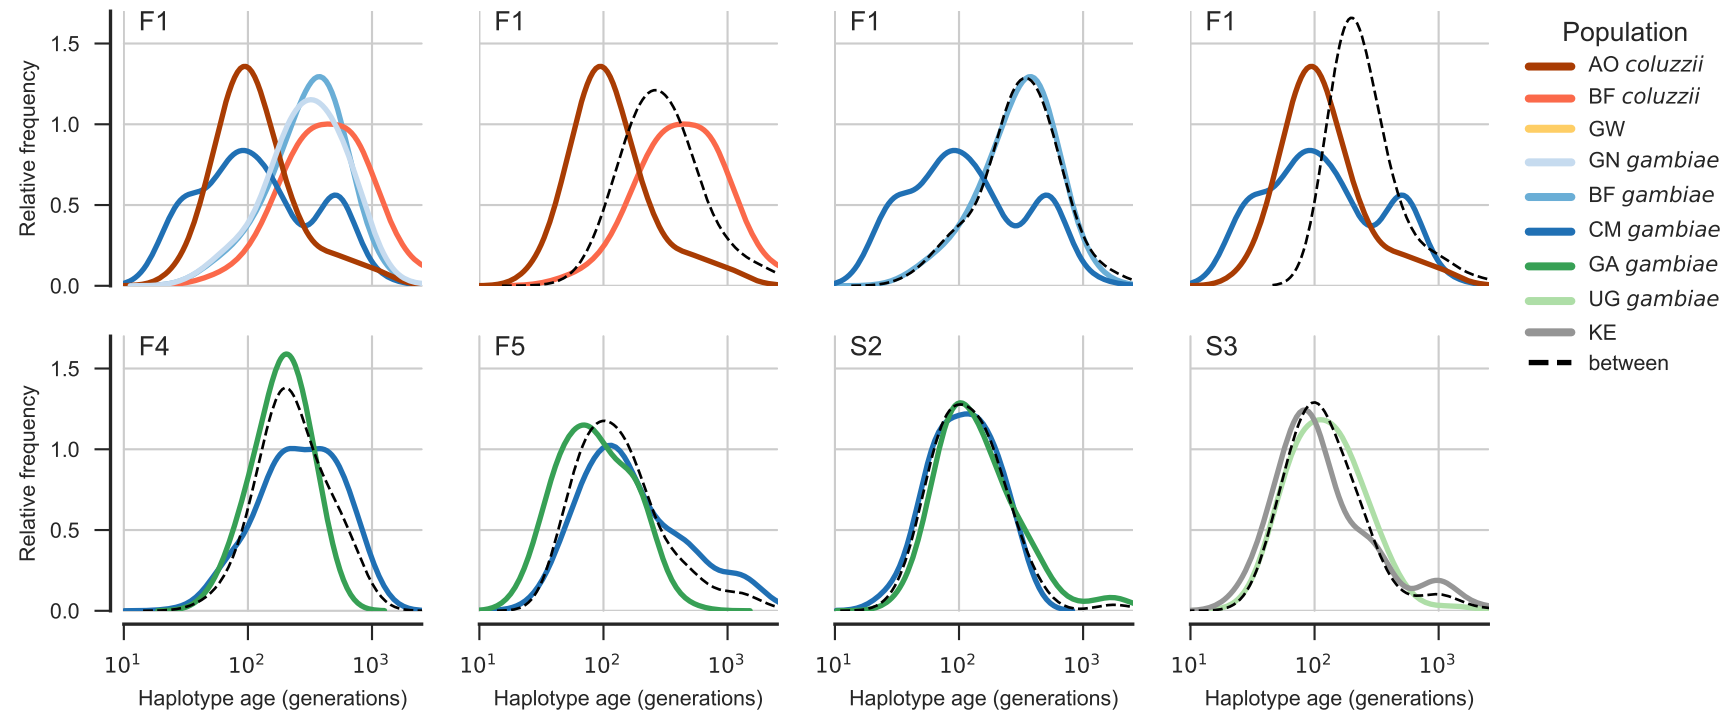 F1 F1 F1 F1
Relative frequency
1.5
1.0
0.5
0.0
Population
AO coluzzii
BF coluzzii
GW
GN gambiae
BF gambiae
CM gambiae
GA gambiae
UG gambiae
KE
between
F4 F5 S2 S3
Relative frequency
1.5
1.0
0.5
0.0
10¹ 10² 10³ 10¹ 10² 10³ 10¹ 10² 10³ 10¹ 10² 10³
Haplotype age (generations) Haplotype age (generations) Haplotype age (generations) Haplotype age (generations)